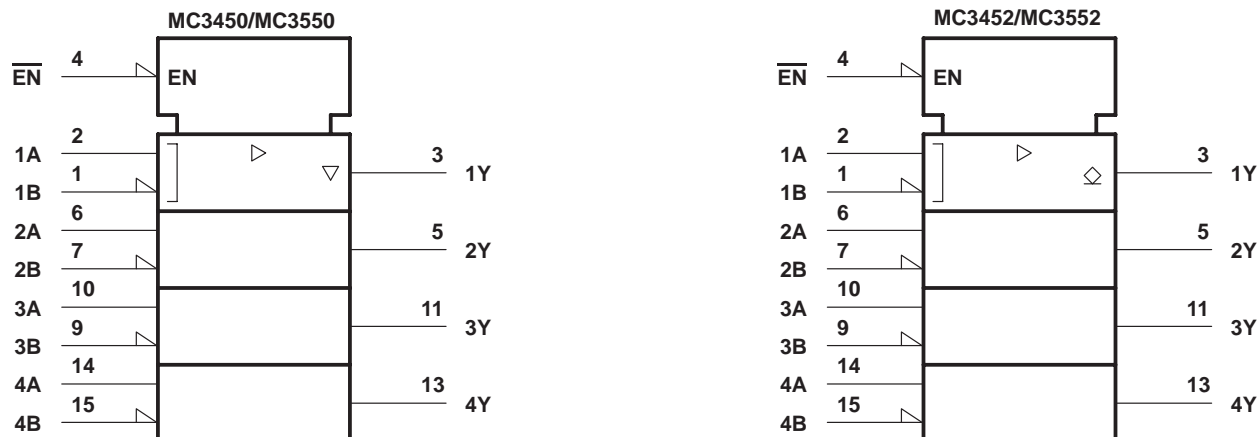 MC3450/MC3550
EN 4 EN
1A 2
3 1Y
1B 1
2A 6
5 2Y
2B 7
3A 10
11 3Y
3B 9
4A 14
13 4Y
4B 15
MC3452/MC3552
EN 4 EN
1A 2
3 1Y
1B 1
2A 6
5 2Y
2B 7
3A 10
11 3Y
3B 9
4A 14
13 4Y
4B 15